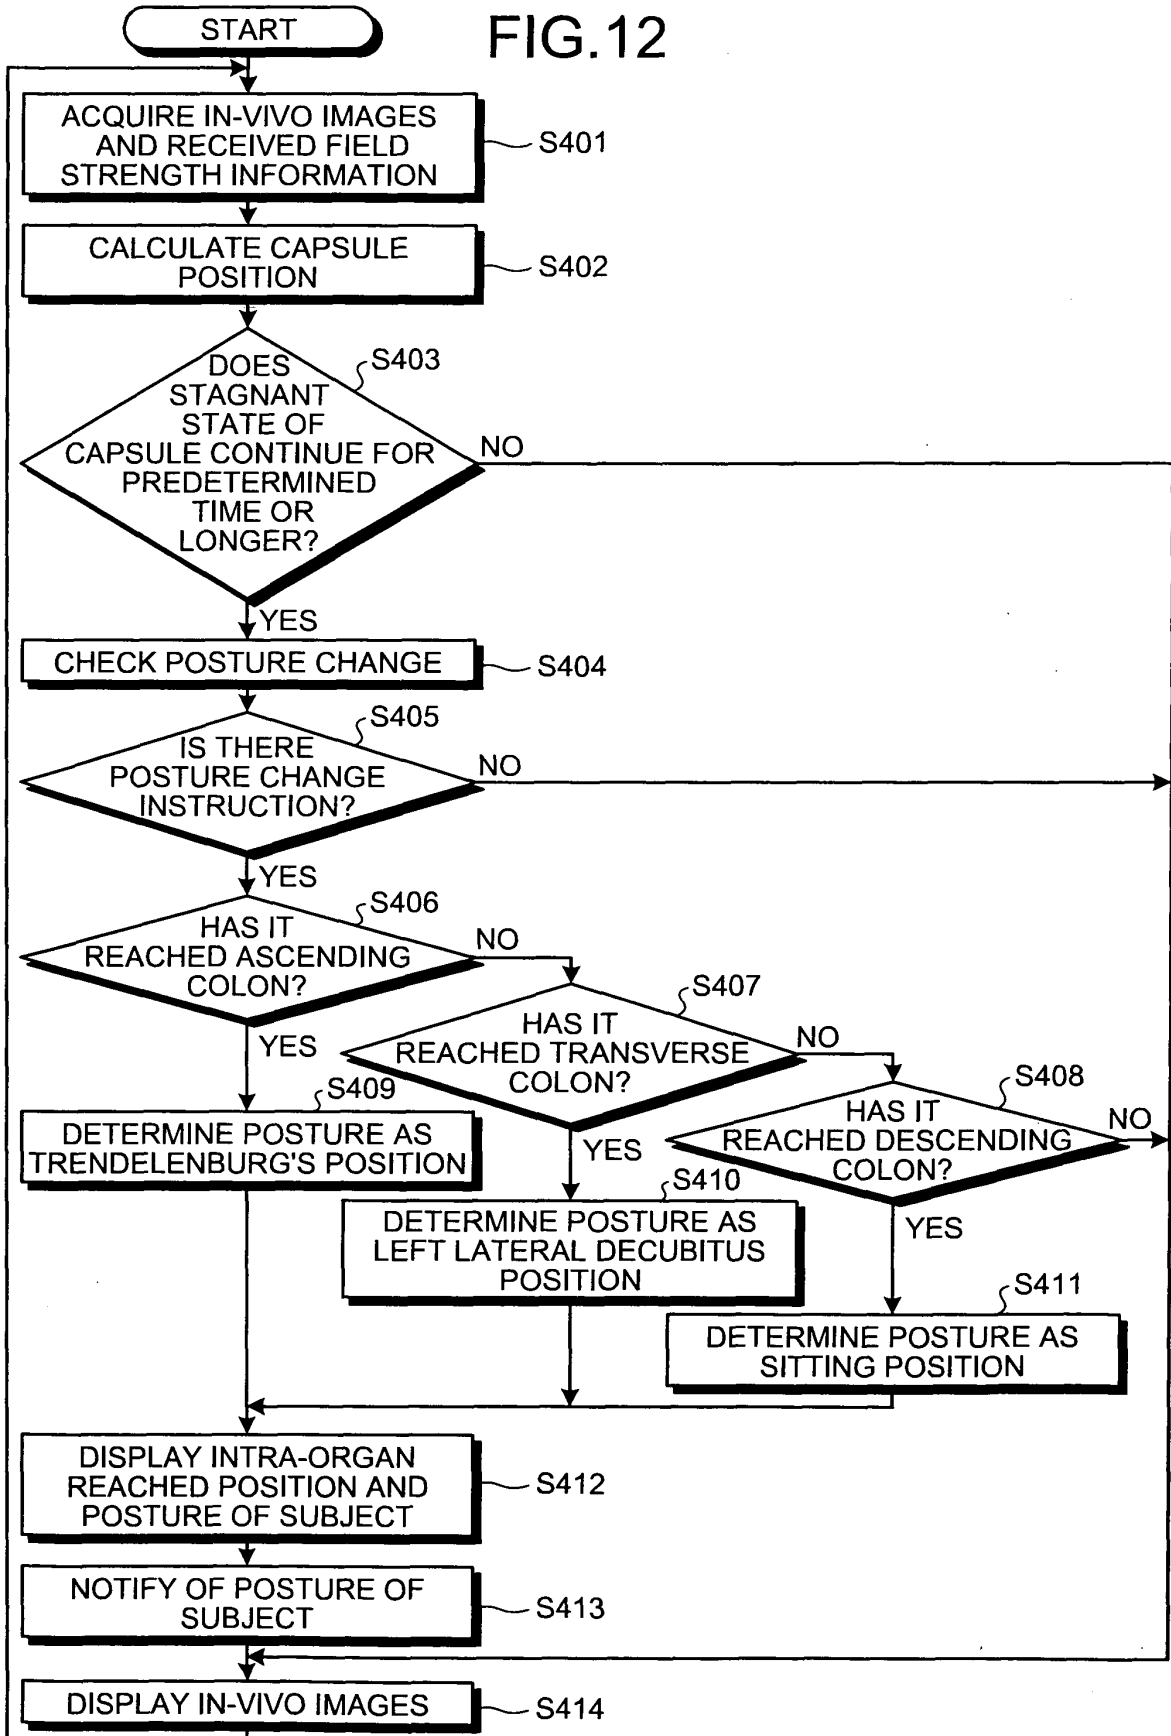 START
FIG.12
ACQUIRE IN-VIVO IMAGES
AND RECEIVED FIELD
STRENGTH INFORMATION
S401
CALCULATE CAPSULE
POSITION
S402
DOES
STAGNANT
STATE OF
CAPSULE CONTINUE FOR
PREDETERMINED
TIME OR
LONGER?
S403
NO
YES
CHECK POSTURE CHANGE
S404
IS THERE
POSTURE CHANGE
INSTRUCTION?
S405
NO
YES
HAS IT
REACHED ASCENDING
COLON?
S406
NO
YES
HAS IT
REACHED TRANSVERSE
COLON?
S407
NO
YES
HAS IT
REACHED DESCENDING
COLON?
S408
NO
YES
S409
DETERMINE POSTURE AS
TRENDELENBURG'S POSITION
S410
DETERMINE POSTURE AS
LEFT LATERAL DECUBITUS
POSITION
S411
DETERMINE POSTURE AS
SITTING POSITION
DISPLAY INTRA-ORGAN
REACHED POSITION AND
POSTURE OF SUBJECT
S412
NOTIFY OF POSTURE OF
SUBJECT
S413
DISPLAY IN-VIVO IMAGES
S414